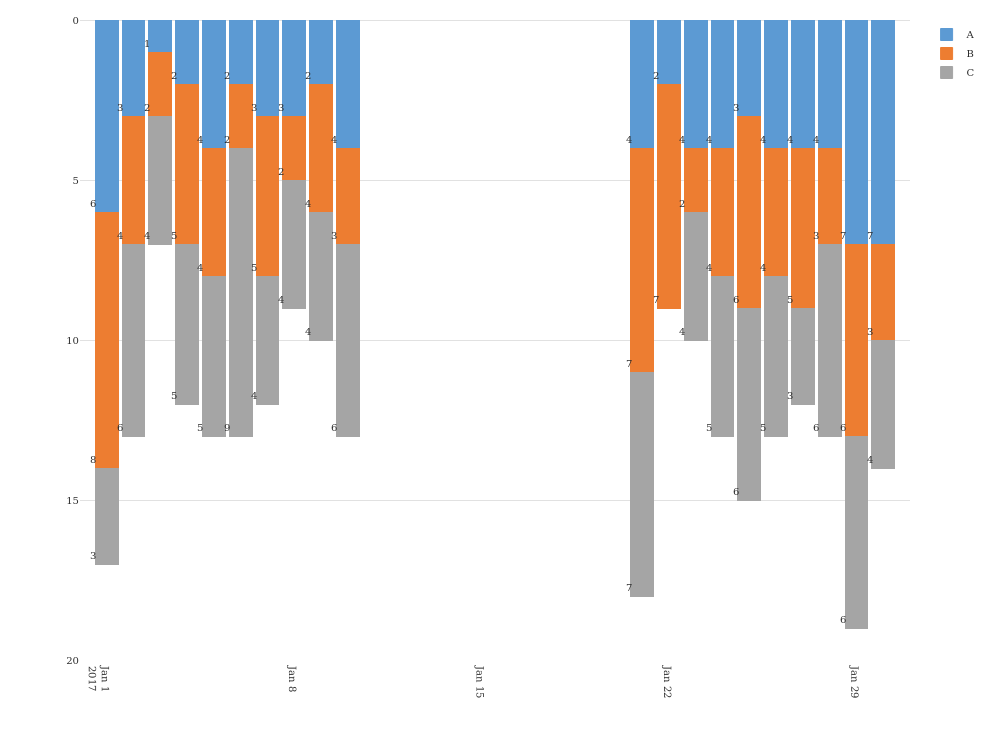 0
A
1
B
2 2 2
C
3 2 3 3 3
4 4 2 4 4 4 4 4 4
2
5
6 4 2
4 4 5 3 3 7 7
4 5 4 4
4 7 6 5
10
4 4 3
7
5 4 3
6 5 9 6 5 5 6 6
8 4
6
15
3
7
6
20
Jan 1
2017
Jan 8
Jan 15
Jan 22
Jan 29